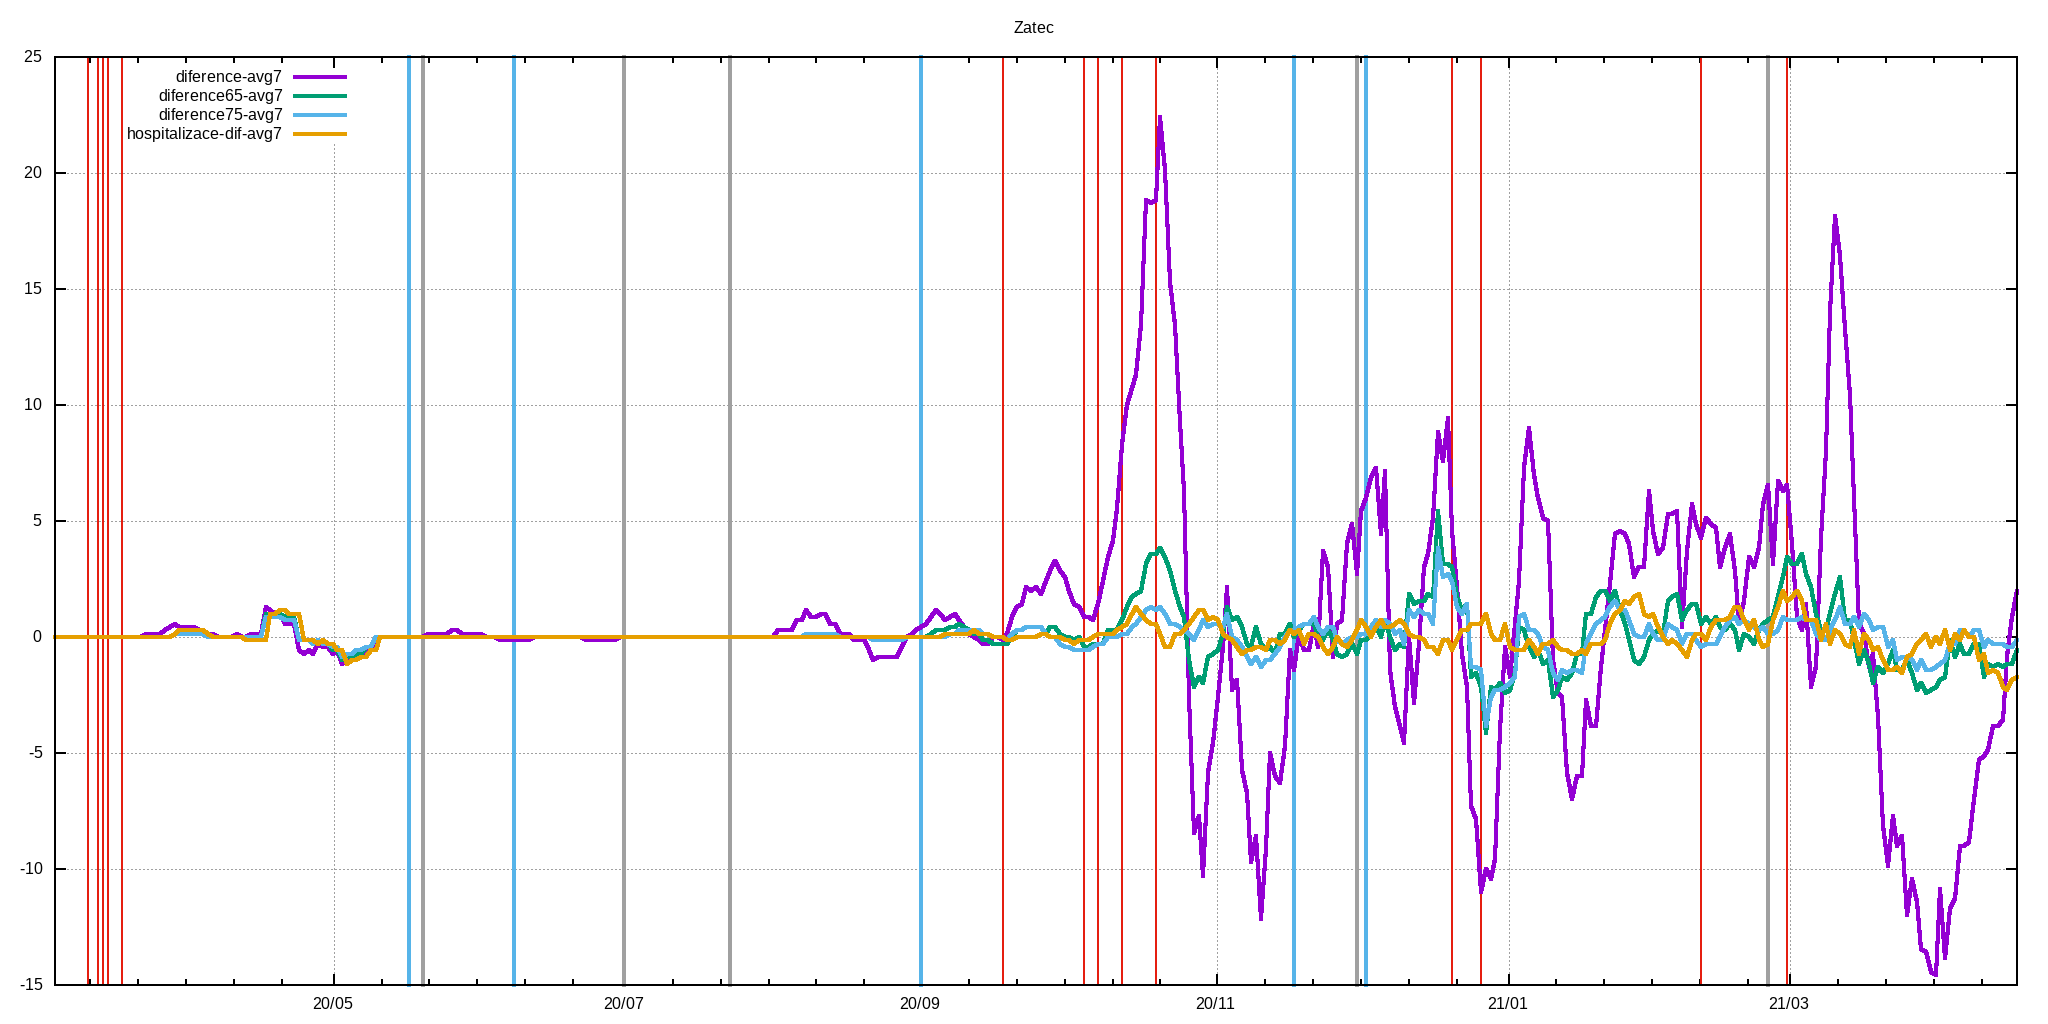 Zatec
diference-avg7
diference65-avg7
diference75-avg7
hospitalizace-dif-avg7
25
20
15
10
5
0
-5
-10
-15
20/05 20/07 20/09 20/11 21/01 21/03